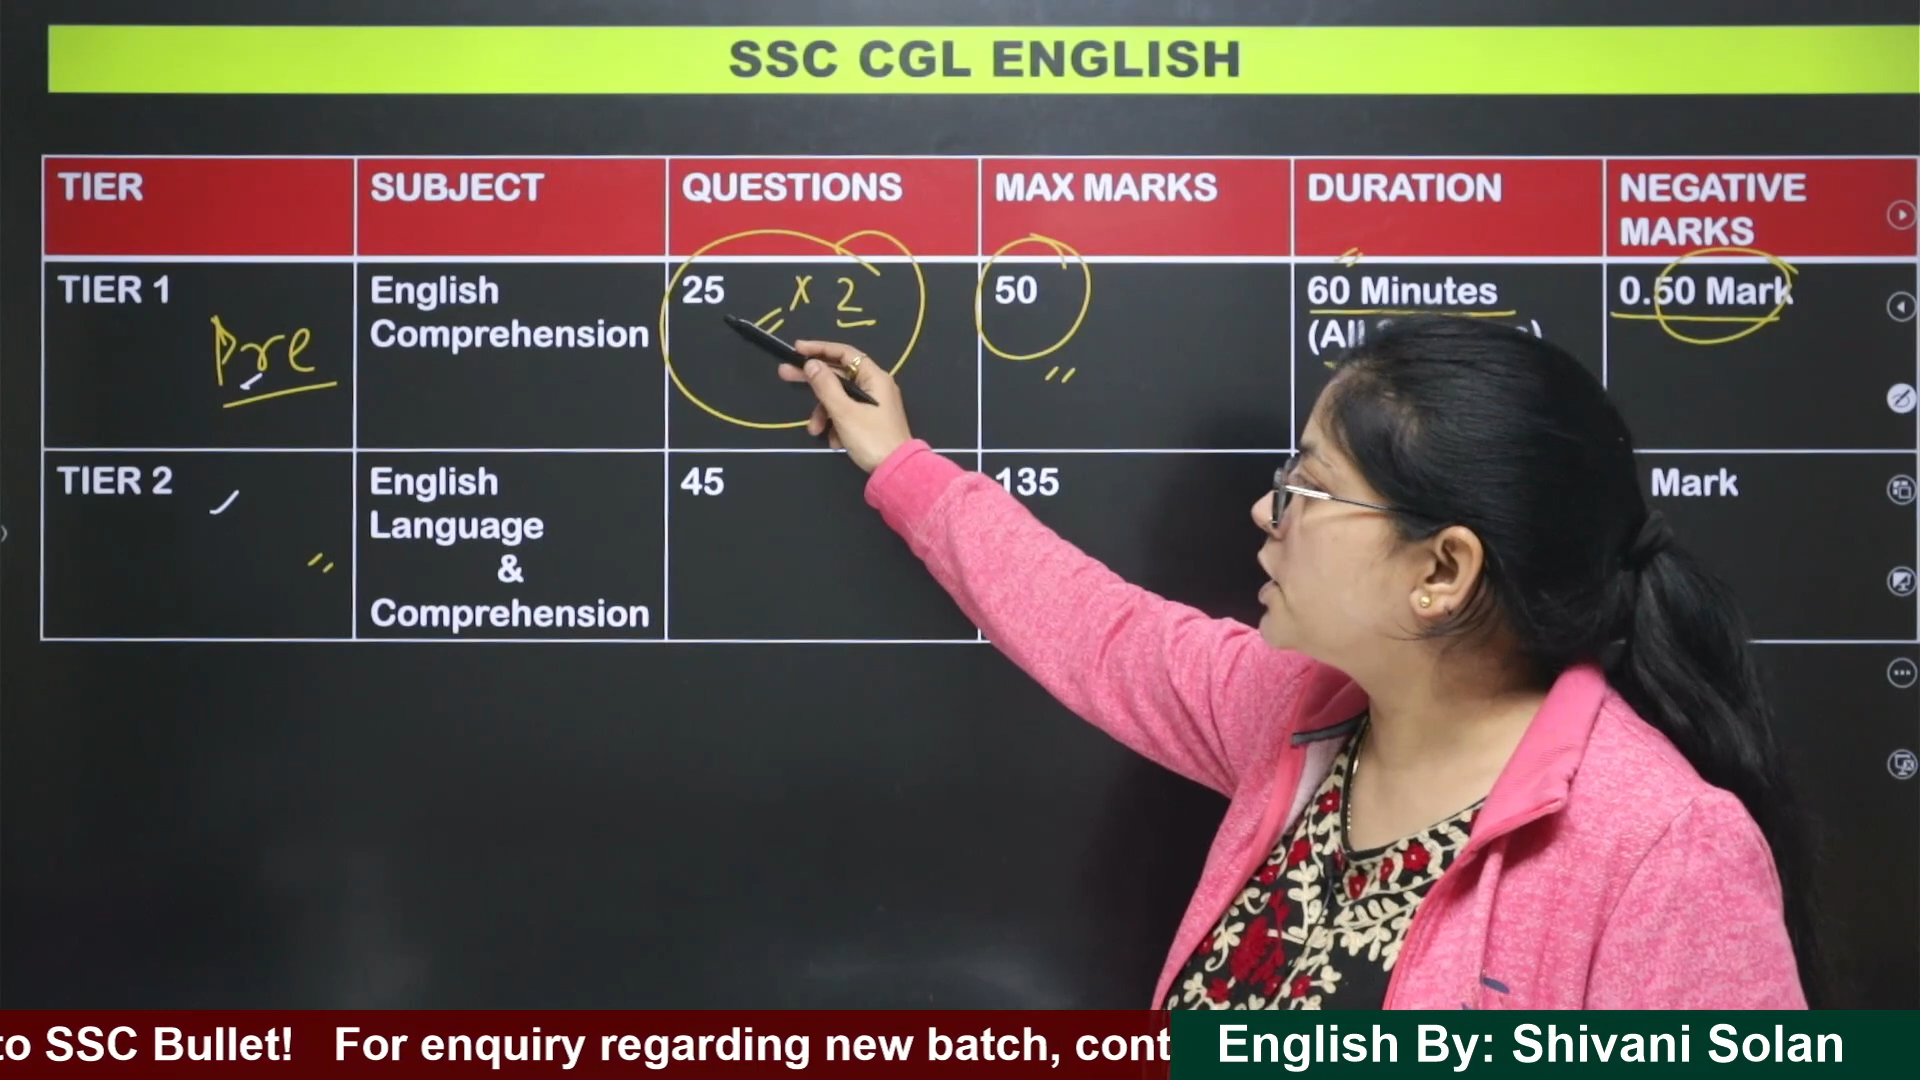 SSC CGL ENGLISH
TIER
SUBJECT
QUESTIONS
MAX MARKS
DURATION
NEGATIVE
MARKS
TIER 1
Pre
English
Comprehension
25 x 2
50
60 Minutes
(All
0.50 Mark
TIER 2
English
Language
&
Comprehension
45
135
Mark
to SSC Bullet! For enquiry regarding new batch, cont
English By: Shivani Solan